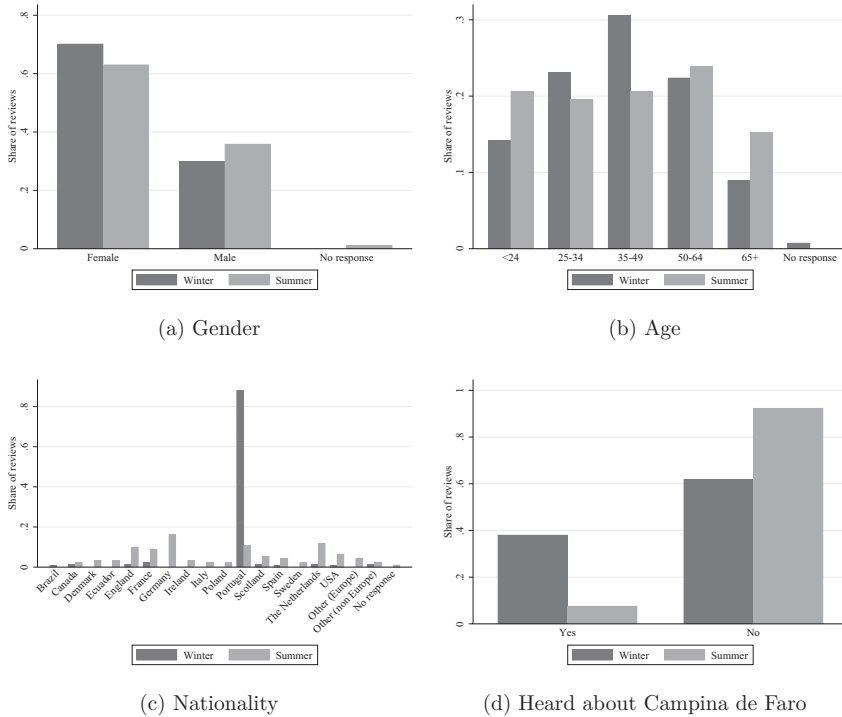 Share of reviews
0 .2 .4 .6 .8
Female Male No response
Winter Summer
(a) Gender
Share of reviews
0 .1 .2 .3
<24 25-34 35-49 50-64 65+ No response
Winter Summer
(b) Age
Share of reviews
0 .2 .4 .6 .8
Brazil
Canada
Denmark
Ecuador
England
France
Germany
Ireland
Italy
Poland
Portugal
Scotland
Spain
Sweden
The Netherlands
USA
Other (Europe)
Other (non Europe)
No response
Winter Summer
(c) Nationality
Share of reviews
0 .2 .4 .6 .8 1
Yes No
Winter Summer
(d) Heard about Campina de Faro